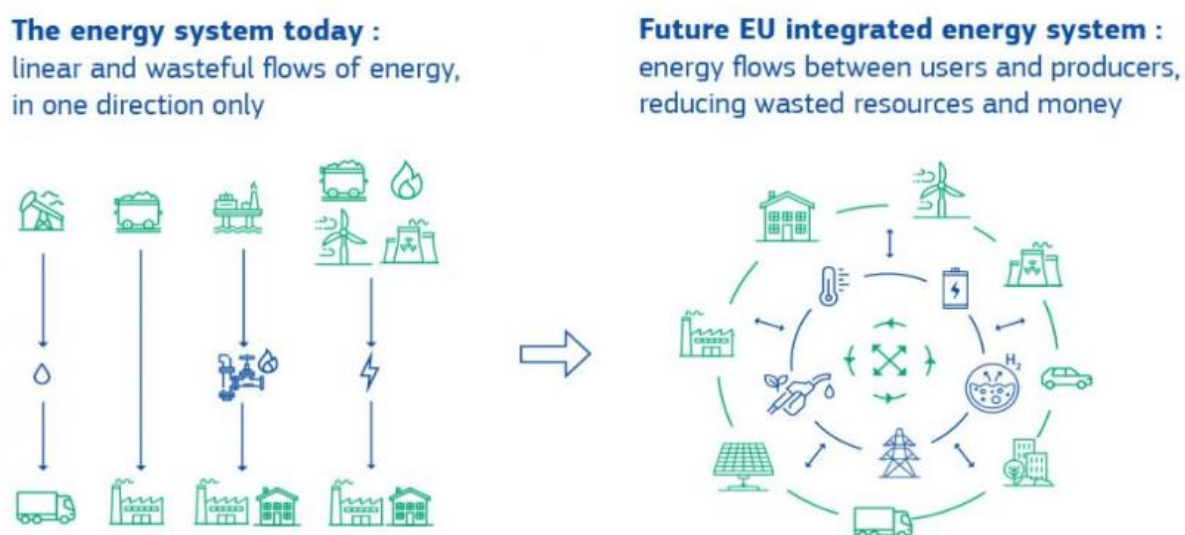 The energy system today :
linear and wasteful flows of energy,
in one direction only
Future EU integrated energy system :
energy flows between users and producers,
reducing wasted resources and money
H₂